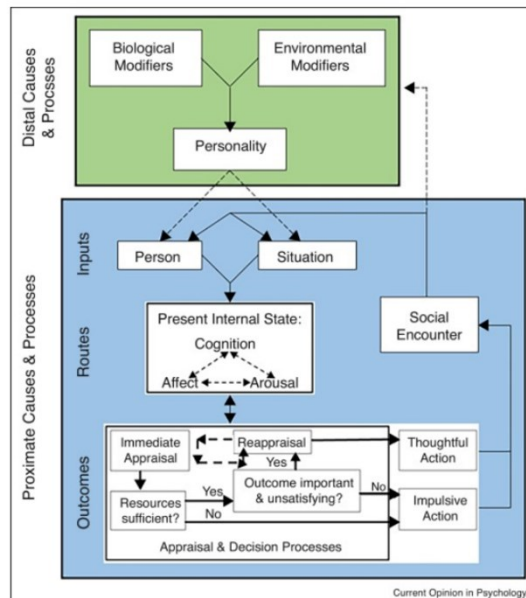 Distal Causes
& Procsses
Biological
Modifiers
Environmental
Modifiers
Personality
Proximate Causes & Processes
Inputs
Person
Situation
Routes
Present Internal State:
Cognition
Affect
Arousal
Social
Encounter
Outcomes
Immediate
Appraisal
Reappraisal
Thoughtful
Action
Yes
Resources
sufficient?
Yes
Outcome important
& unsatisfying?
No
Impulsive
Action
No
Appraisal & Decision Processes
Current Opinion in Psychology